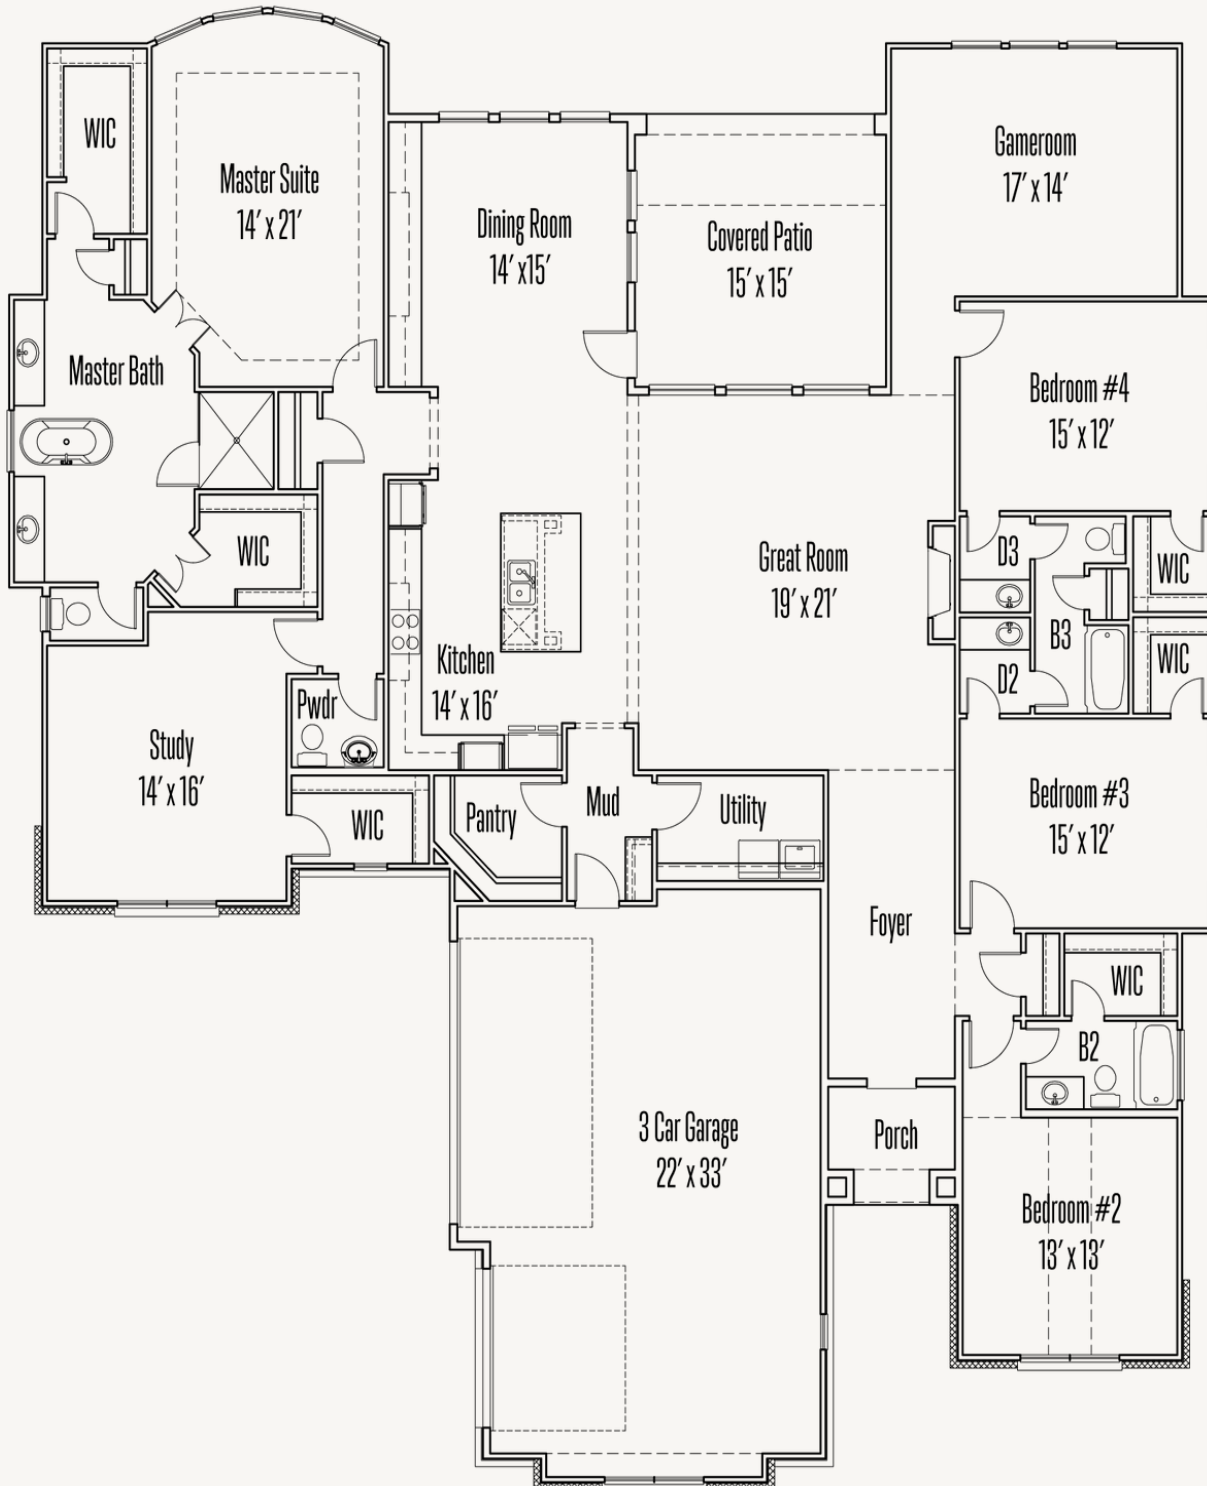 WIC
Master Suite
14' x 21'
Gameroom
17' x 14'
Dining Room
14' x15'
Covered Patio
15' x 15'
Master Bath
Bedroom #4
15' x 12'
WIC
Great Room
19' x 21'
D3
WIC
B3
Kitchen
14' x 16'
D2
WIC
Pwdr
Study
14' x 16'
WIC
Pantry
Mud
Utility
Bedroom #3
15' x 12'
Foyer
WIC
B2
3 Car Garage
22' x 33'
Porch
Bedroom #2
13' x 13'